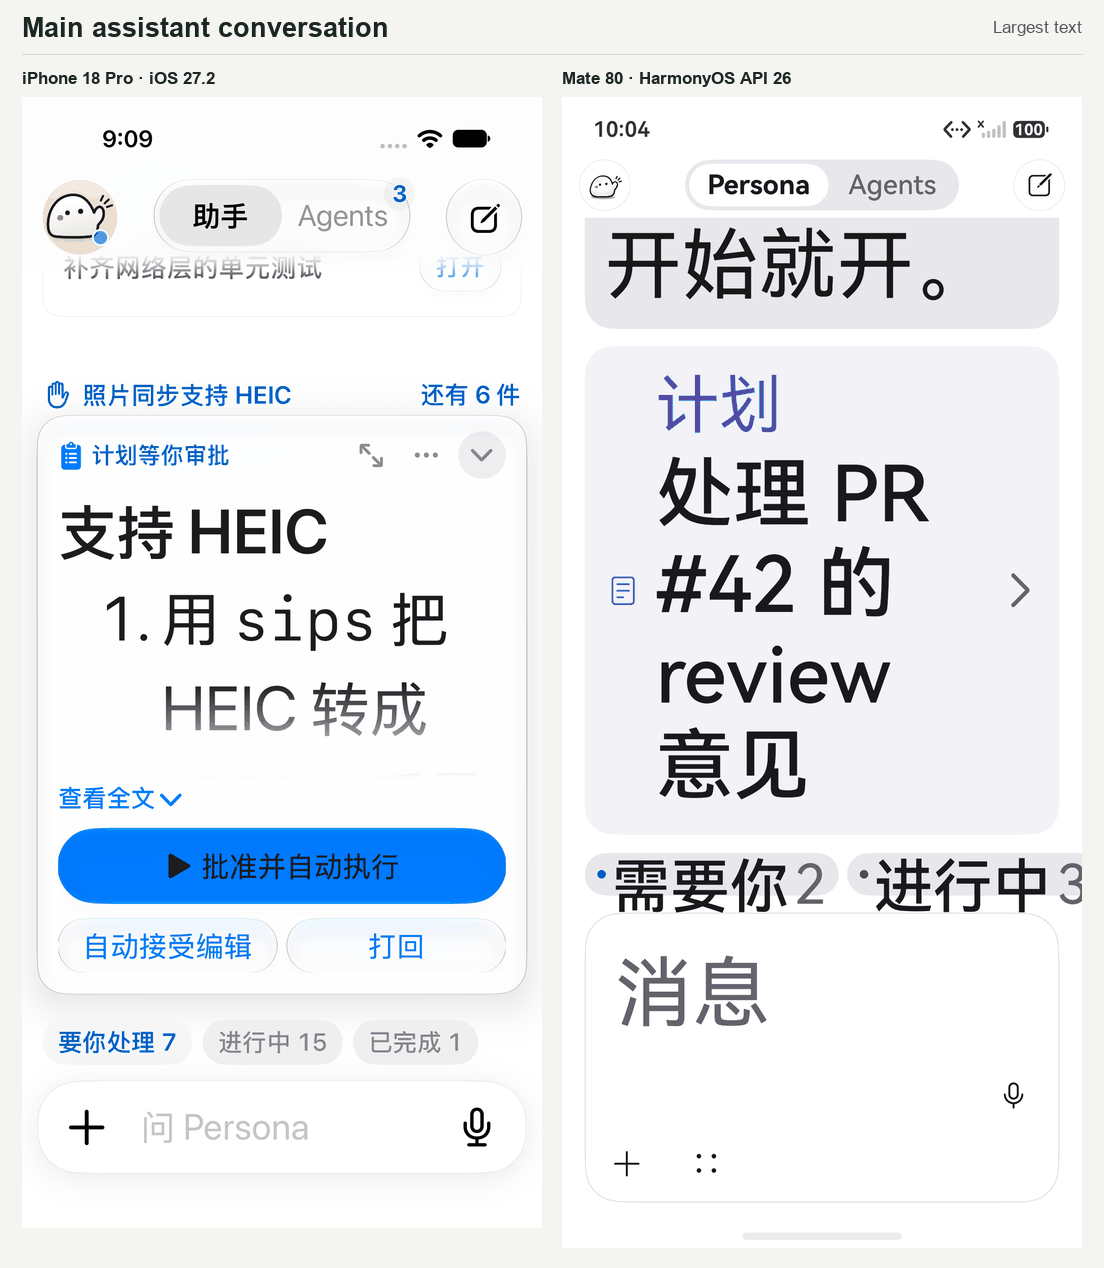 Main assistant conversation
Largest text
iPhone 18 Pro · iOS 27.2
9:09
助手
Agents
3
补齐网络层的单元测试
打开
照片同步支持 HEIC
还有 6 件
计划等你审批
支持 HEIC
1. 用 sips 把
HEIC 转成
查看全文
批准并自动执行
自动接受编辑
打回
要你处理 7
进行中 15
已完成 1
问 Persona
Mate 80 · HarmonyOS API 26
10:04
100
Persona
Agents
开始就开。
计划
处理 PR
#42 的
review
意见
需要你 2
进行中 3
消息